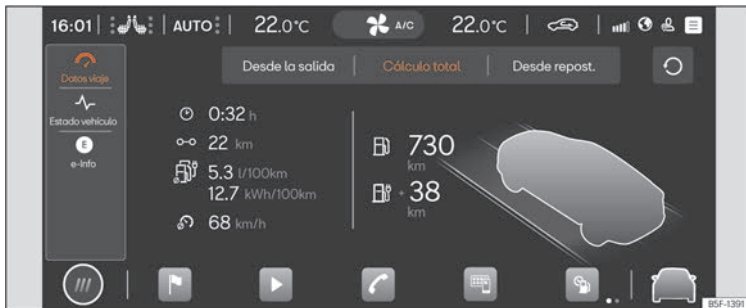 16:01 AUTO 22.0°C A/C 22.0°C
Desde la salida Cálculo total Desde repost.
Datos viaje
Estado vehículo
E
e-Info
0:32 h
22 km
5.3 l/100km
12.7 kWh/100km
68 km/h
730
km
+38
km
B5F-1391